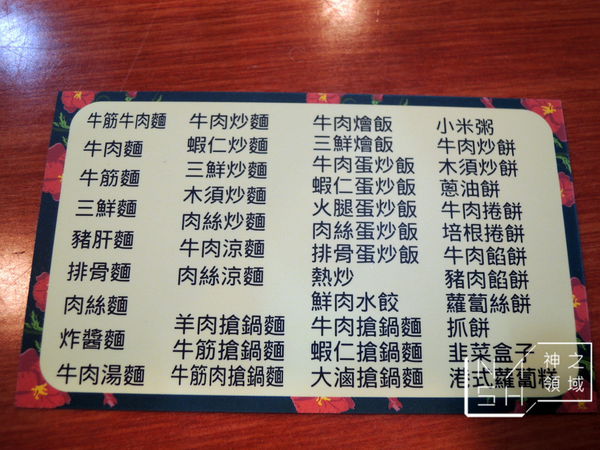 牛筋牛肉麵
牛肉麵
牛筋麵
三鮮麵
豬肝麵
排骨麵
肉絲麵
炸醬麵
牛肉湯麵
牛肉炒麵
蝦仁炒麵
三鮮炒麵
木須炒麵
肉絲炒麵
牛肉涼麵
肉絲涼麵
羊肉搶鍋麵
牛筋搶鍋麵
牛筋肉搶鍋麵
牛肉燴飯
三鮮燴飯
牛肉蛋炒飯
蝦仁蛋炒飯
火腿蛋炒飯
肉絲蛋炒飯
排骨蛋炒飯
熱炒
鮮肉水餃
牛肉搶鍋麵
蝦仁搶鍋麵
大滷搶鍋麵
小米粥
牛肉炒餅
木須炒餅
蔥油餅
牛肉捲餅
培根捲餅
牛肉餡餅
豬肉餡餅
蘿蔔絲餅
抓餅
韭菜盒子
港式蘿蔔糕
神之領域